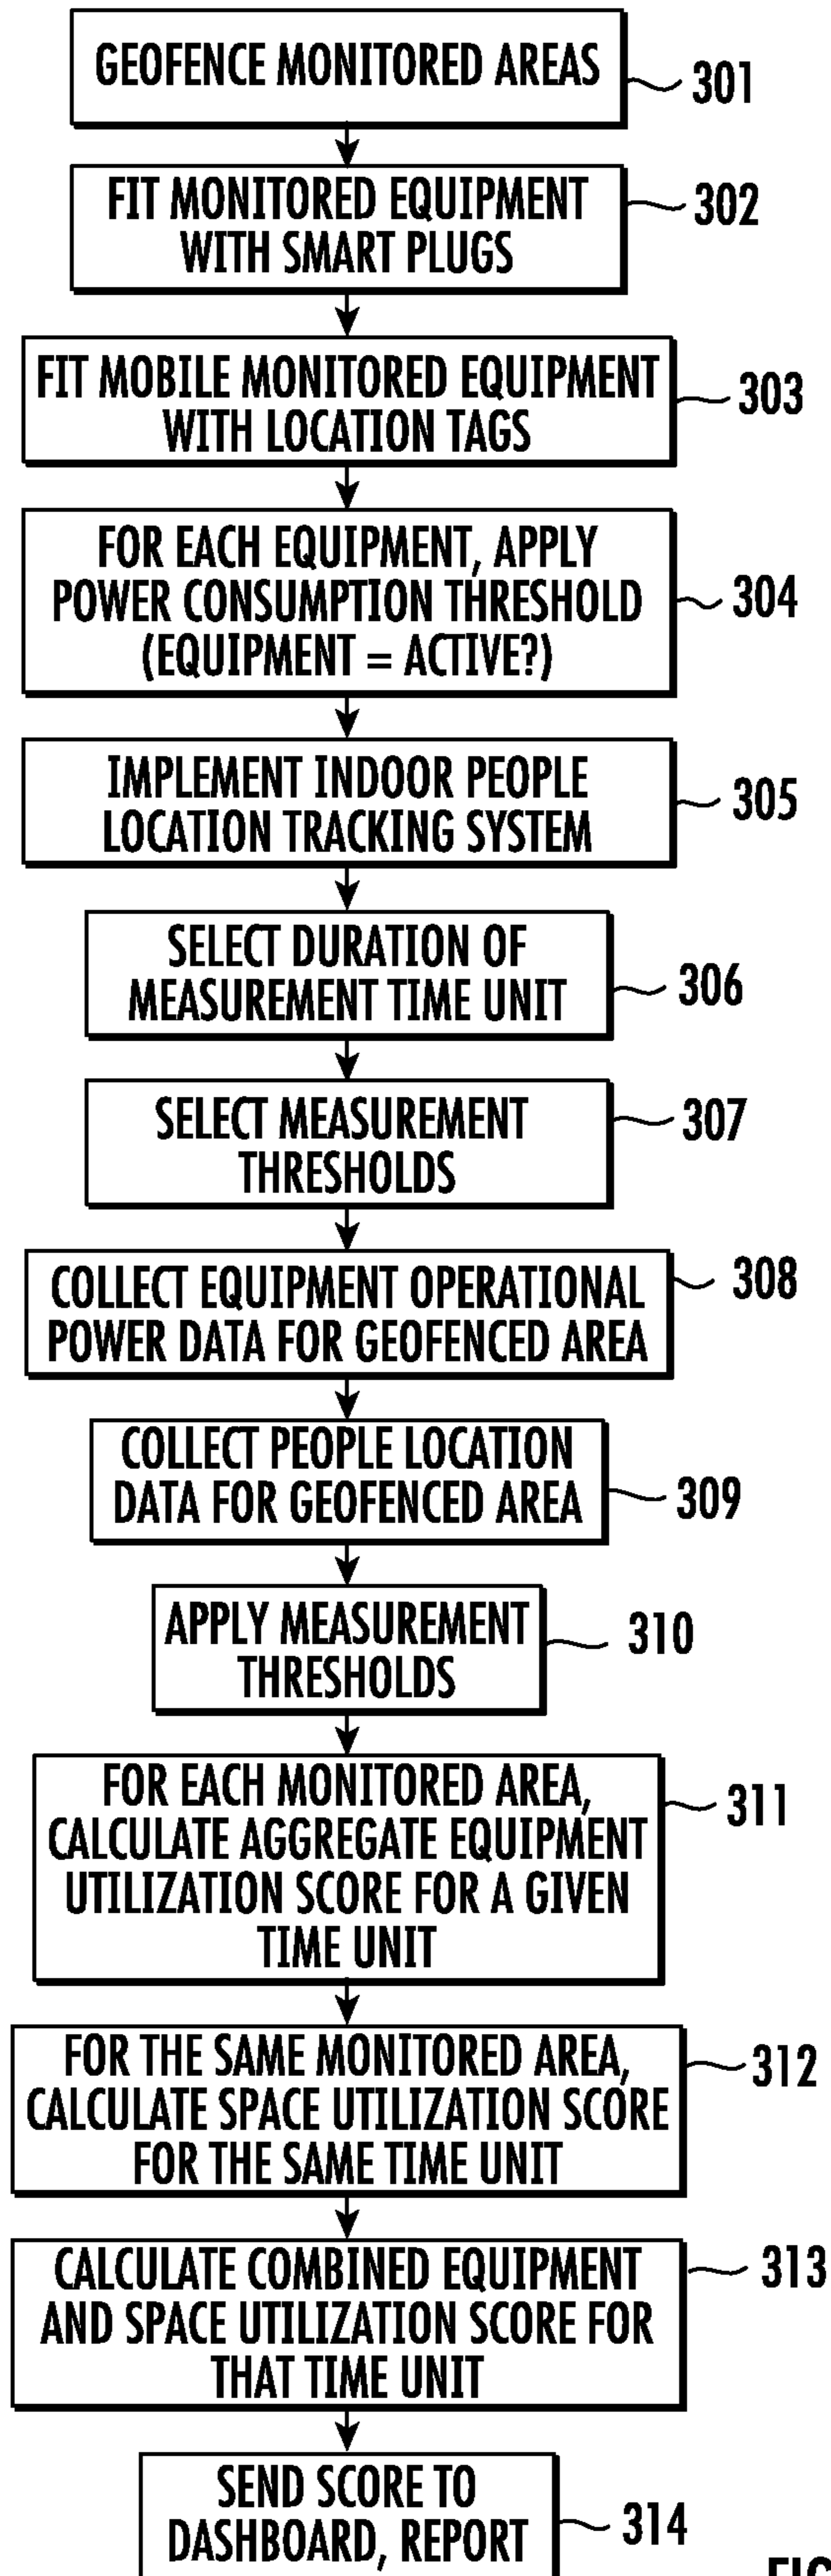 GEOFENCE MONITORED AREAS
301
FIT MONITORED EQUIPMENT
WITH SMART PLUGS
302
FIT MOBILE MONITORED EQUIPMENT
WITH LOCATION TAGS
303
FOR EACH EQUIPMENT, APPLY
POWER CONSUMPTION THRESHOLD
(EQUIPMENT = ACTIVE?)
304
IMPLEMENT INDOOR PEOPLE
LOCATION TRACKING SYSTEM
305
SELECT DURATION OF
MEASUREMENT TIME UNIT
306
SELECT MEASUREMENT
THRESHOLDS
307
COLLECT EQUIPMENT OPERATIONAL
POWER DATA FOR GEOFENCED AREA
308
COLLECT PEOPLE LOCATION
DATA FOR GEOFENCED AREA
309
APPLY MEASUREMENT
THRESHOLDS
310
FOR EACH MONITORED AREA,
CALCULATE AGGREGATE EQUIPMENT
UTILIZATION SCORE FOR A GIVEN
TIME UNIT
311
FOR THE SAME MONITORED AREA,
CALCULATE SPACE UTILIZATION SCORE
FOR THE SAME TIME UNIT
312
CALCULATE COMBINED EQUIPMENT
AND SPACE UTILIZATION SCORE FOR
THAT TIME UNIT
313
SEND SCORE TO
DASHBOARD, REPORT
314